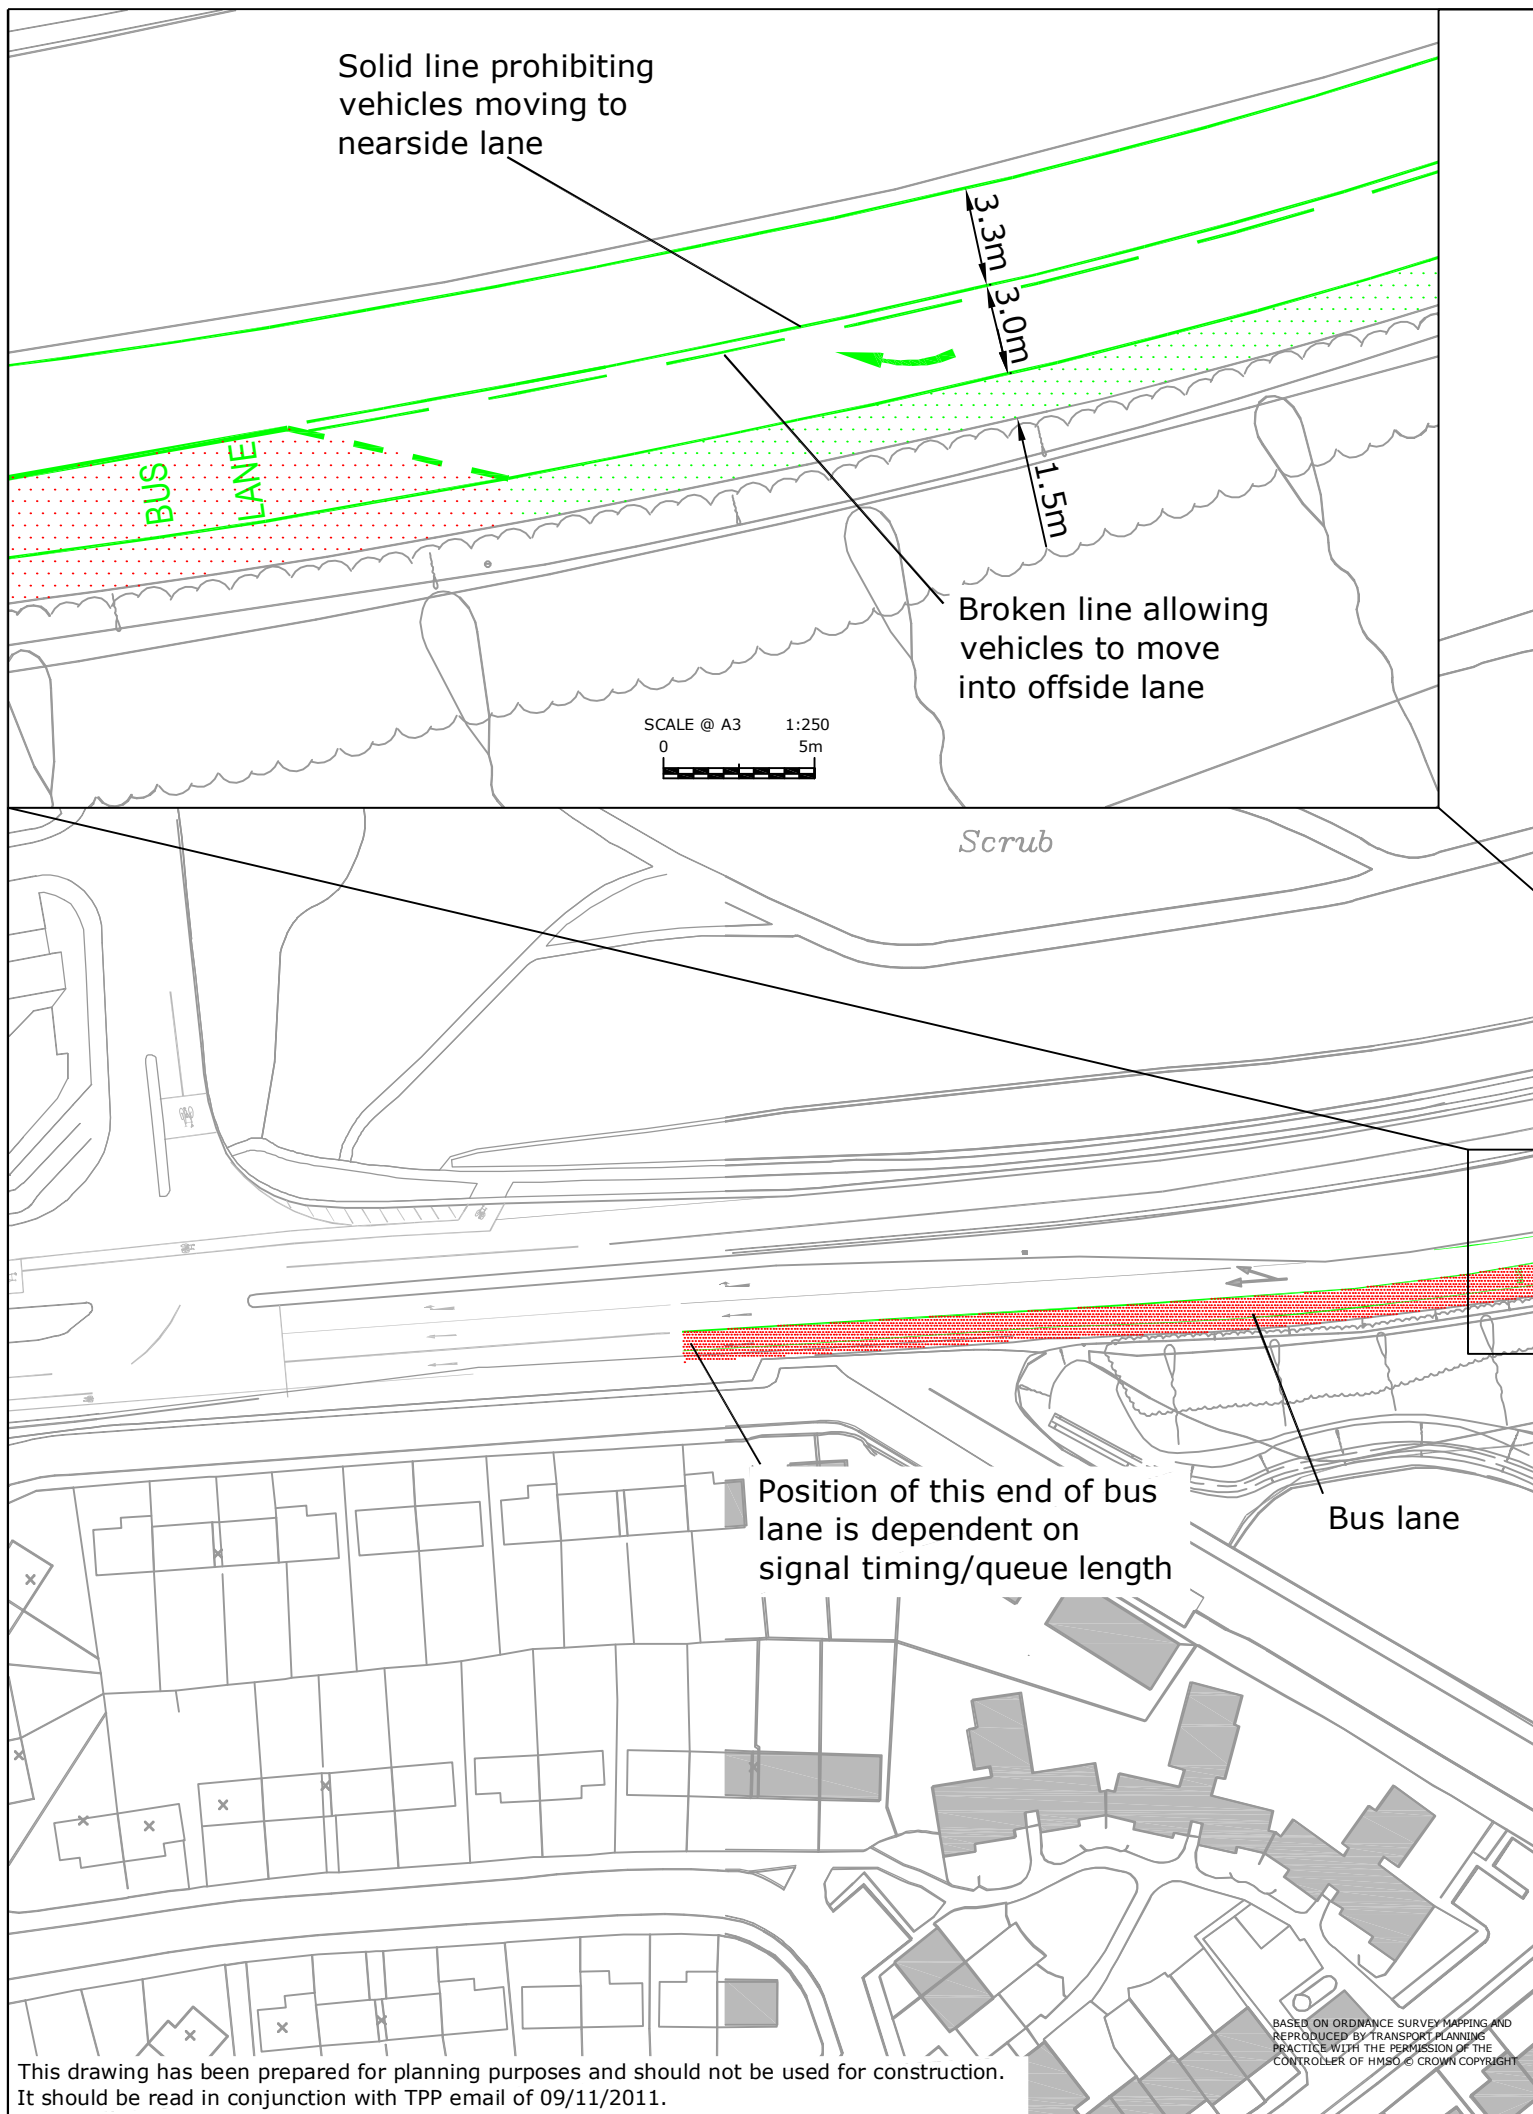 Solid line prohibiting
vehicles moving to
nearside lane
3.3m
3.0m
1.5m
BUS
LANE
Broken line allowing
vehicles to move
into offside lane
SCALE @ A3 1:250
0 5m
Scrub
Position of this end of bus
lane is dependent on
signal timing/queue length
Bus lane
BASED ON ORDNANCE SURVEY MAPPING AND
REPRODUCED BY TRANSPORT PLANNING
PRACTICE WITH THE PERMISSION OF THE
CONTROLLER OF HMSO © CROWN COPYRIGHT
This drawing has been prepared for planning purposes and should not be used for construction.
It should be read in conjunction with TPP email of 09/11/2011.